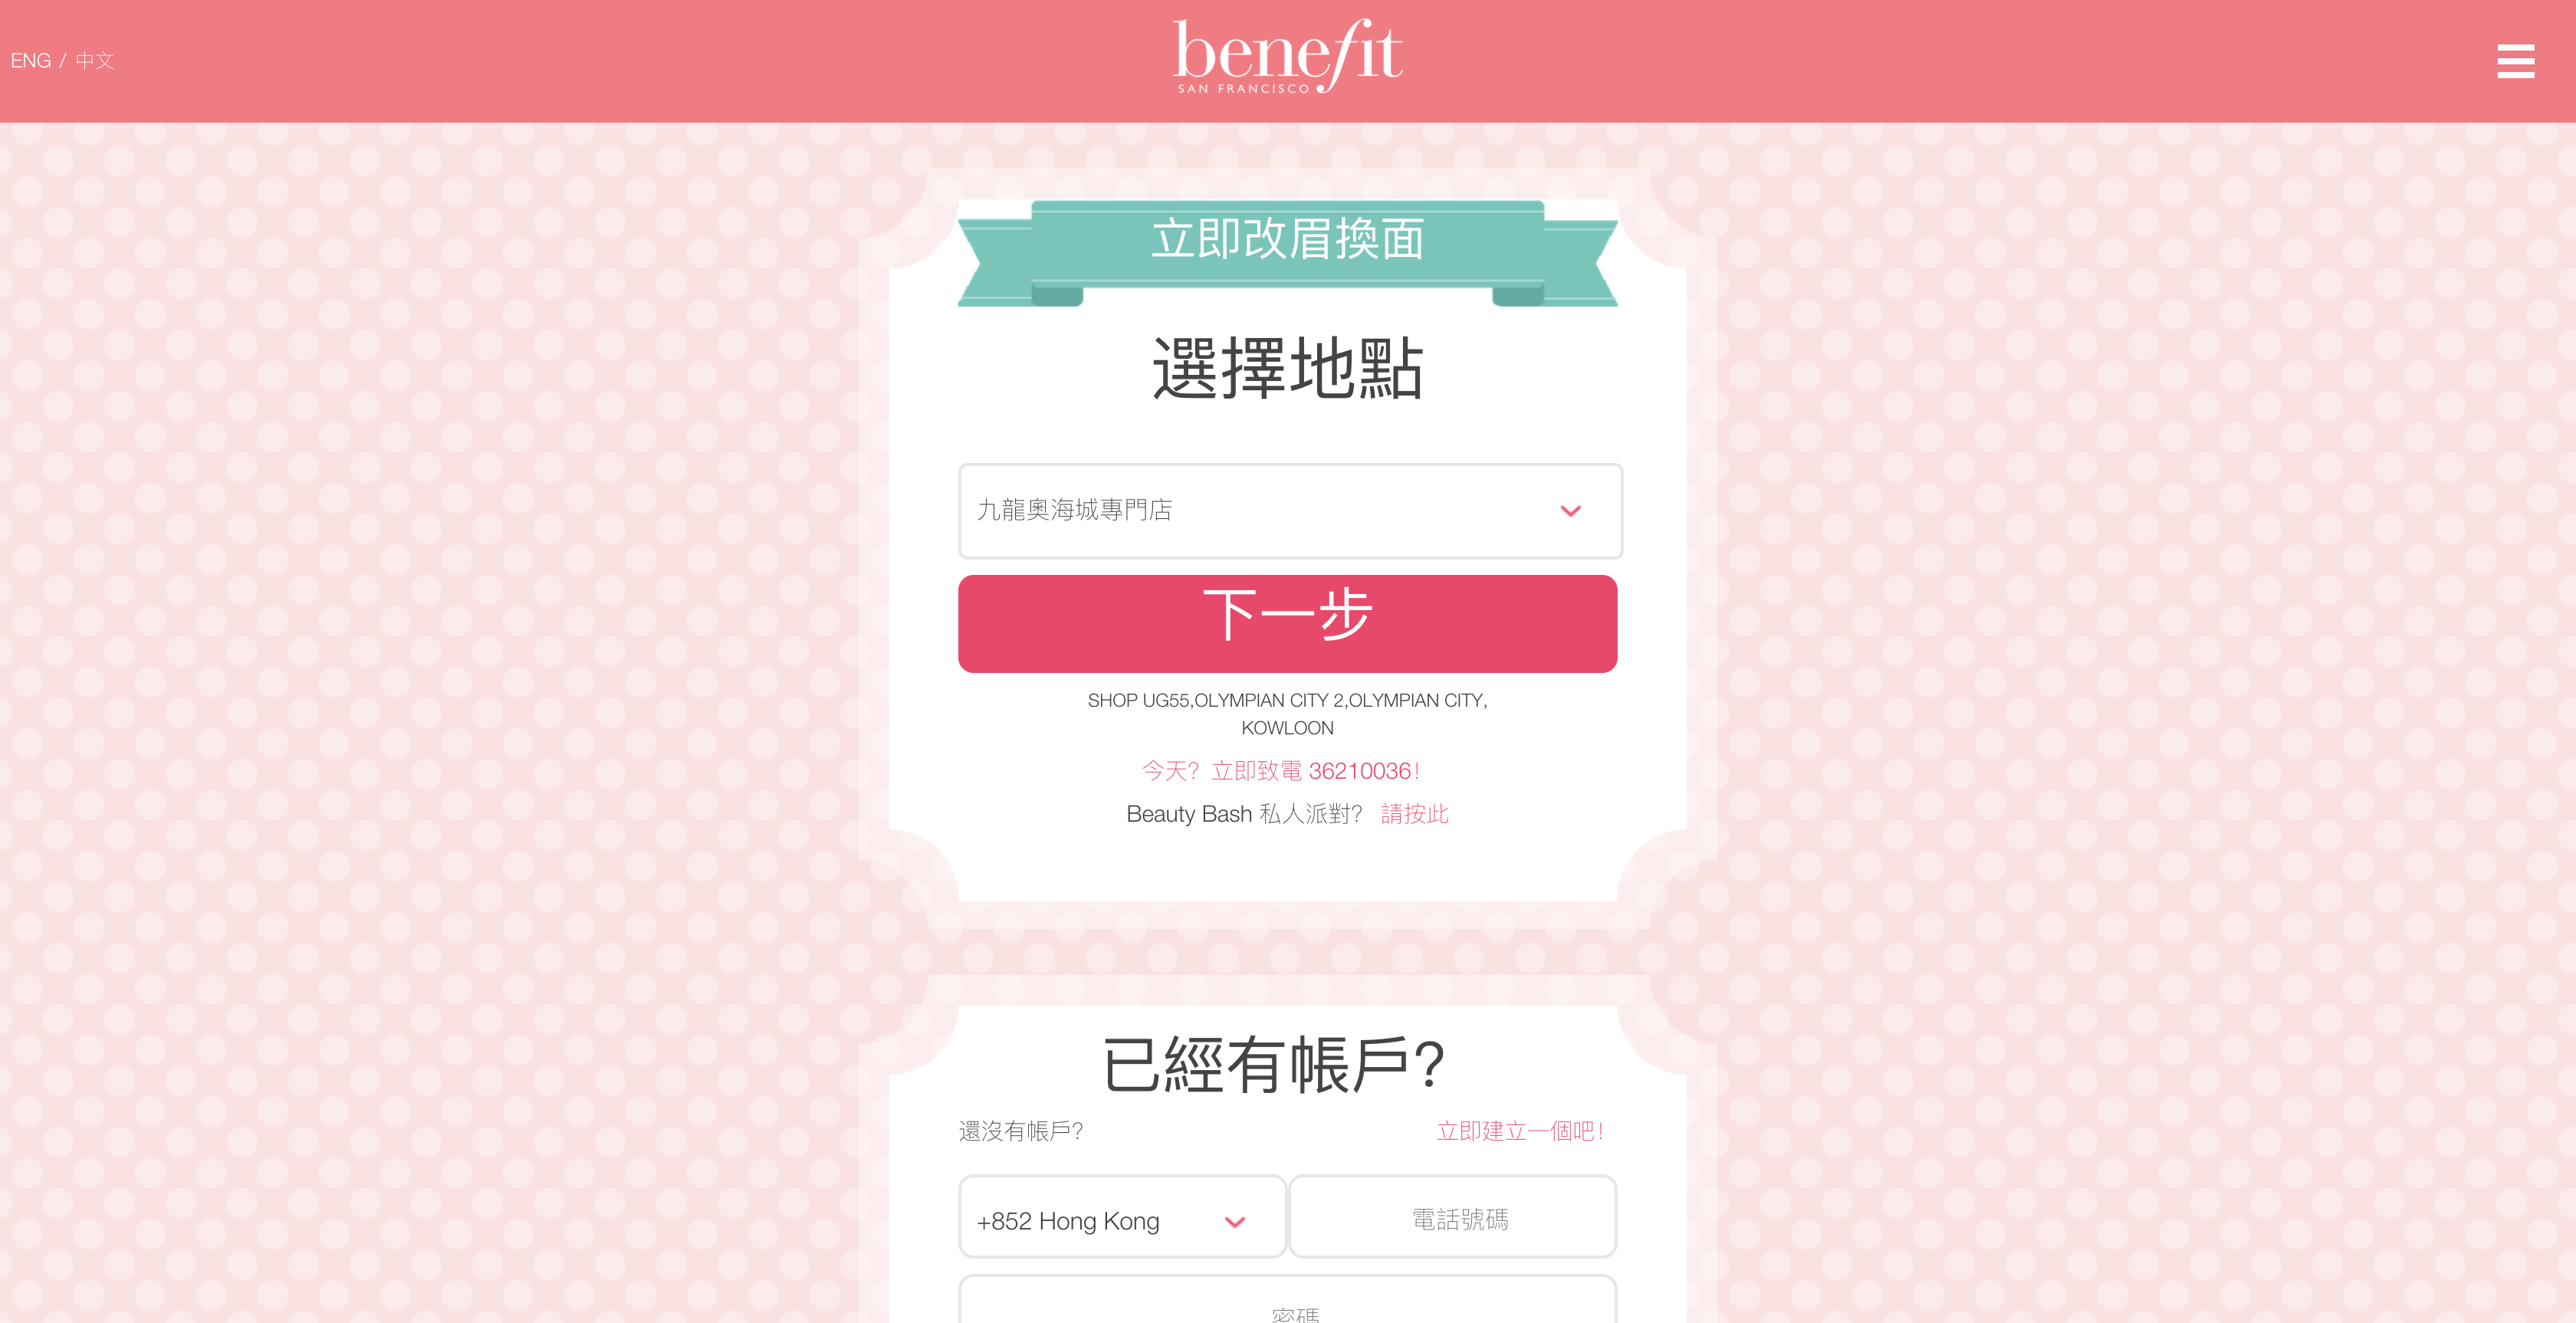 ENG / 中文
benefit
SAN FRANCISCO
立即改眉換面
選擇地點
九龍奧海城專門店
下一步
SHOP UG55,OLYMPIAN CITY 2,OLYMPIAN CITY,
KOWLOON
今天？立即致電 36210036！
Beauty Bash 私人派對？ 請按此
已經有帳戶？
還沒有帳戶？ 立即建立一個吧！
+852 Hong Kong 電話號碼
密碼